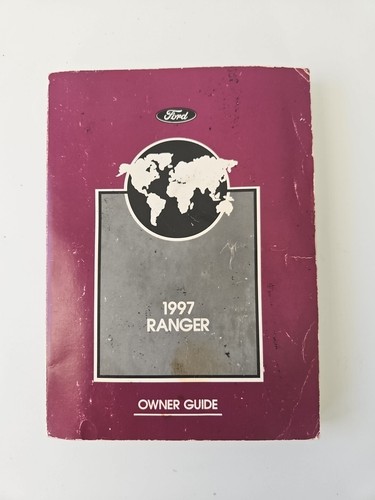 Ford
1997
RANGER
OWNER GUIDE